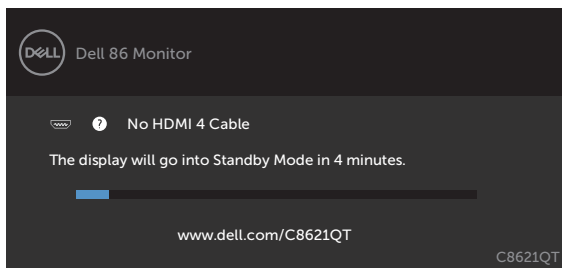 DELL
Dell 86 Monitor
? No HDMI 4 Cable
The display will go into Standby Mode in 4 minutes.
www.dell.com/C8621QT
C8621QT